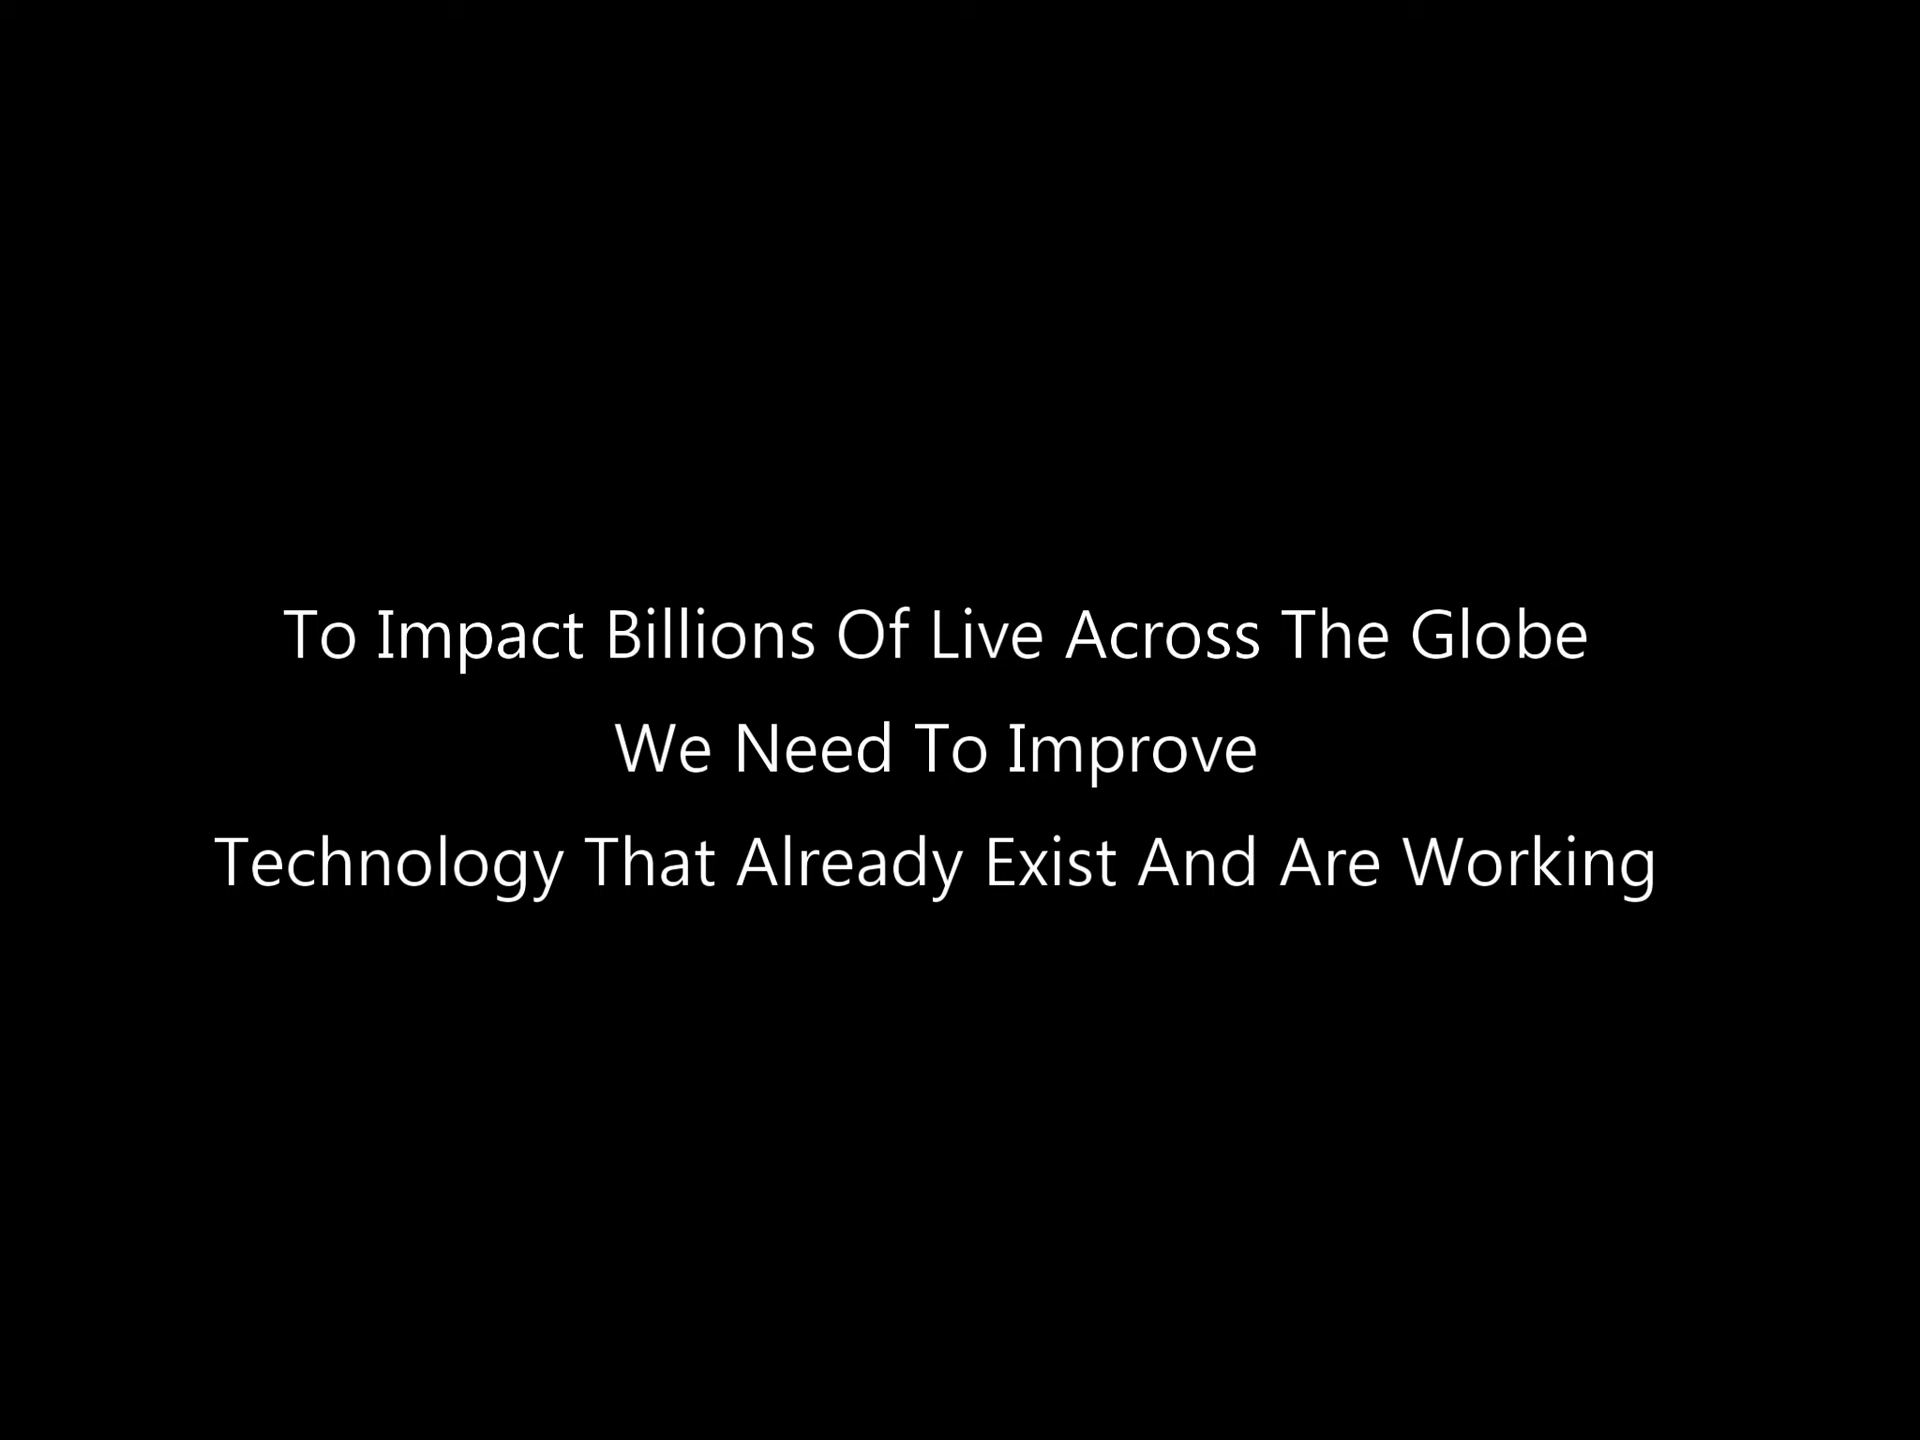 To Impact Billions Of Live Across The Globe
We Need To Improve
Technology That Already Exist And Are Working